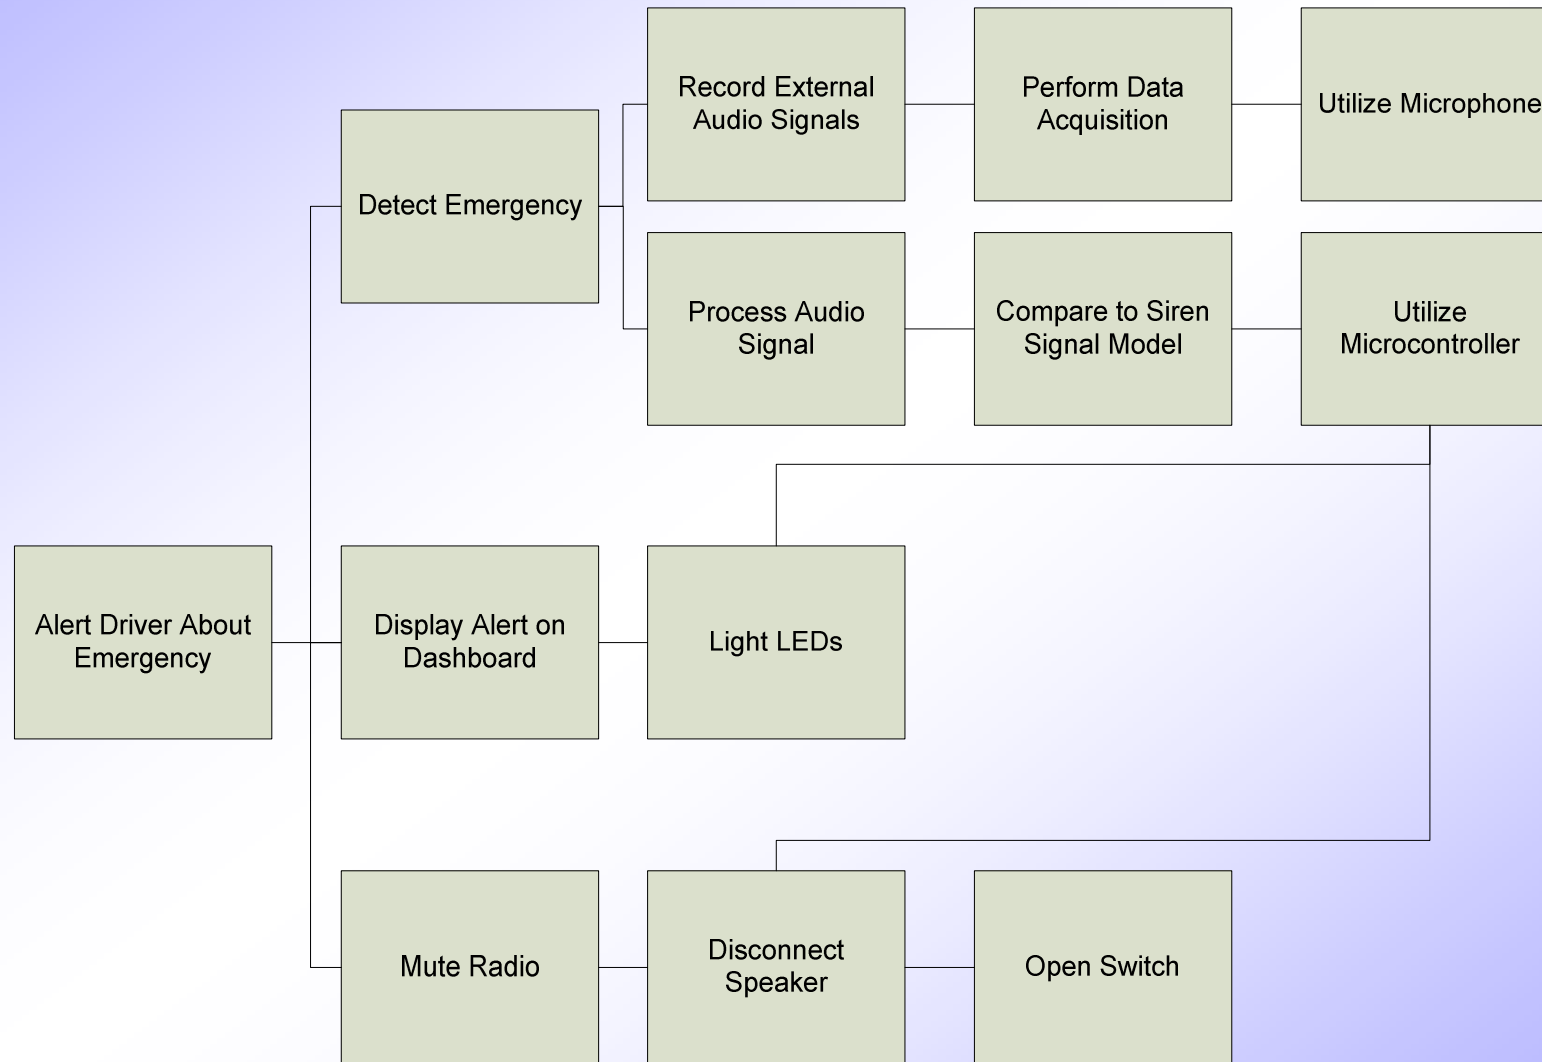 Record External
Audio Signals
Perform Data
Acquisition
Utilize Microphone
Detect Emergency
Process Audio
Signal
Compare to Siren
Signal Model
Utilize
Microcontroller
Alert Driver About
Emergency
Display Alert on
Dashboard
Light LEDs
Mute Radio
Disconnect
Speaker
Open Switch